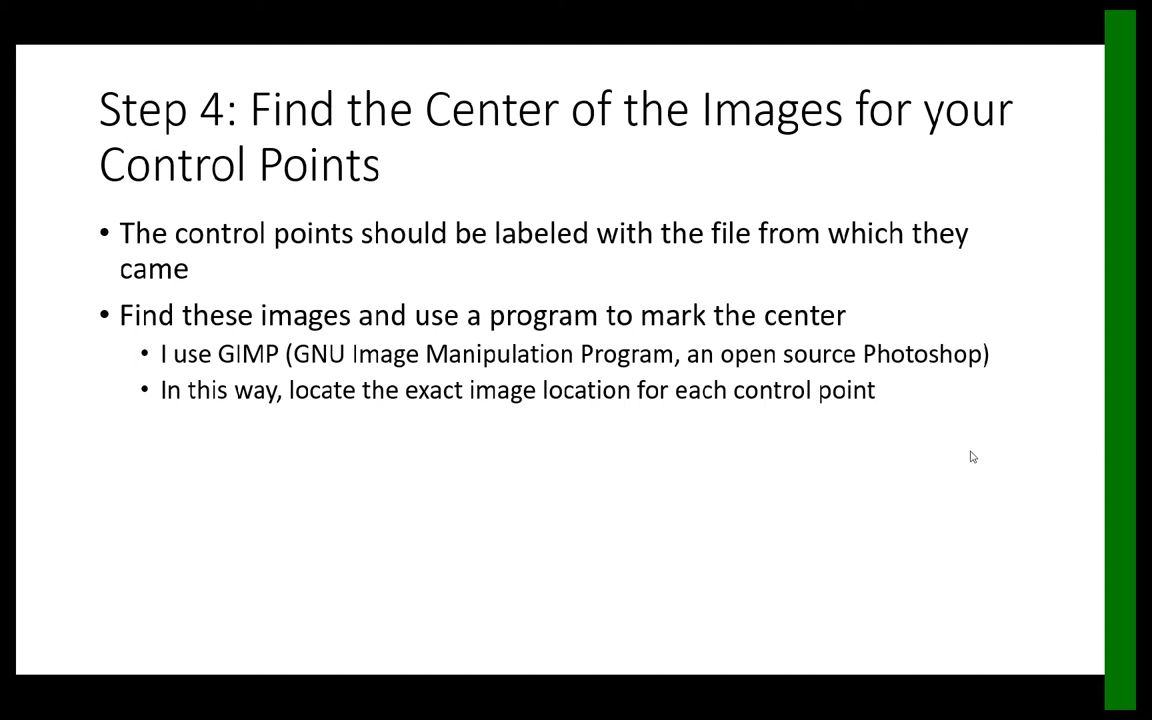 Step 4: Find the Center of the Images for your
Control Points
• The control points should be labeled with the file from which they
came
• Find these images and use a program to mark the center
• I use GIMP (GNU Image Manipulation Program, an open source Photoshop)
• In this way, locate the exact image location for each control point